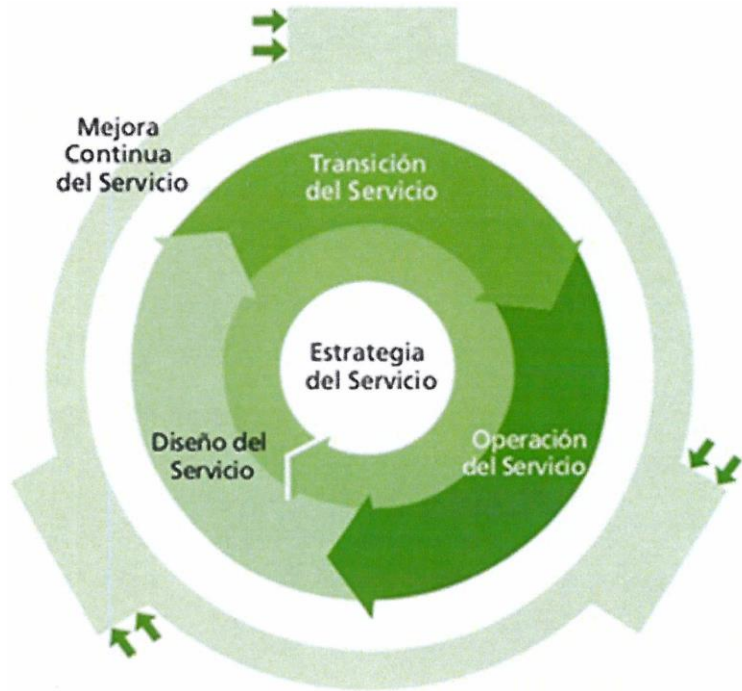 Mejora
Continua
del Servicio
Transición
del Servicio
Estrategia
del Servicio
Diseño del
Servicio
Operación
del Servicio